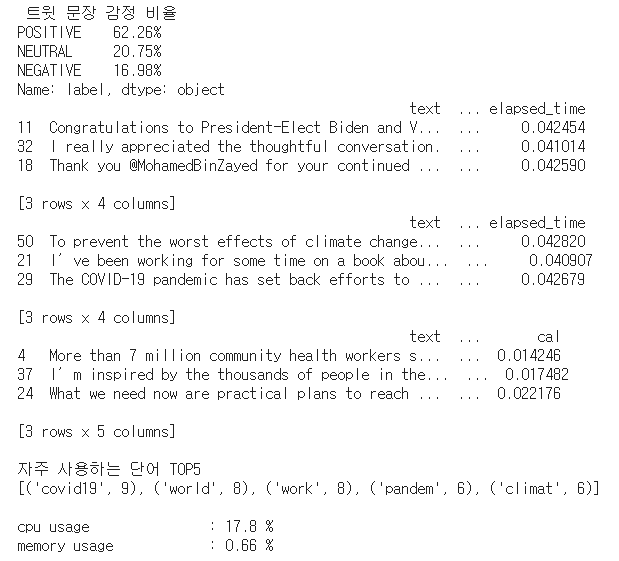 트윗 문장 감정 비율
POSITIVE    62.26%
NEUTRAL     20.75%
NEGATIVE    16.98%
Name: label, dtype: object
text  ... elapsed_time
11  Congratulations to President-Elect Biden and V...  ...     0.042454
32  I really appreciated the thoughtful conversation.  ...     0.041014
18  Thank you @MohamedBinZayed for your continued ...  ...     0.042590
[3 rows x 4 columns]
text  ... elapsed_time
50  To prevent the worst effects of climate change...  ...     0.042820
21  I’ve been working for some time on a book abou...  ...     0.040907
29  The COVID-19 pandemic has set back efforts to ...  ...     0.042679
[3 rows x 4 columns]
text  ...       cal
4   More than 7 million community health workers s...  ...  0.014246
37  I’m inspired by the thousands of people in the...  ...  0.017482
24  What we need now are practical plans to reach ...  ...  0.022176
[3 rows x 5 columns]
자주 사용하는 단어 TOP5
[('covid19', 9), ('world', 8), ('work', 8), ('pandem', 6), ('climat', 6)]
cpu usage               : 17.8 %
memory usage            : 0.66 %